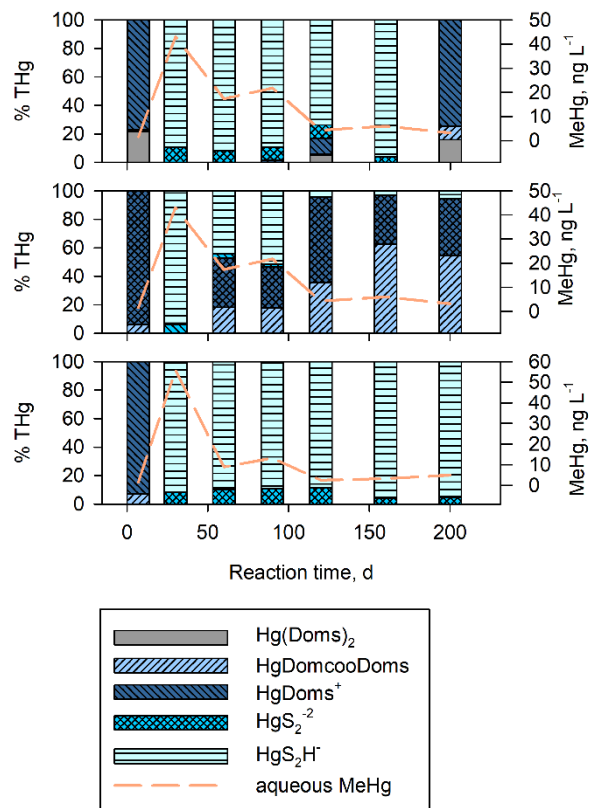 100
80
60
40
20
0
% THg
50
40
30
20
10
0
MeHg, ng L⁻¹
100
80
60
40
20
0
% THg
50
40
30
20
10
0
MeHg, ng L⁻¹
100
80
60
40
20
0
% THg
60
50
40
30
20
10
0
MeHg, ng L⁻¹
0 50 100 150 200
Reaction time, d
Hg(Doms)₂
HgDomcooDoms
HgDoms⁺
HgS₂⁻²
HgS₂H⁻
aqueous MeHg